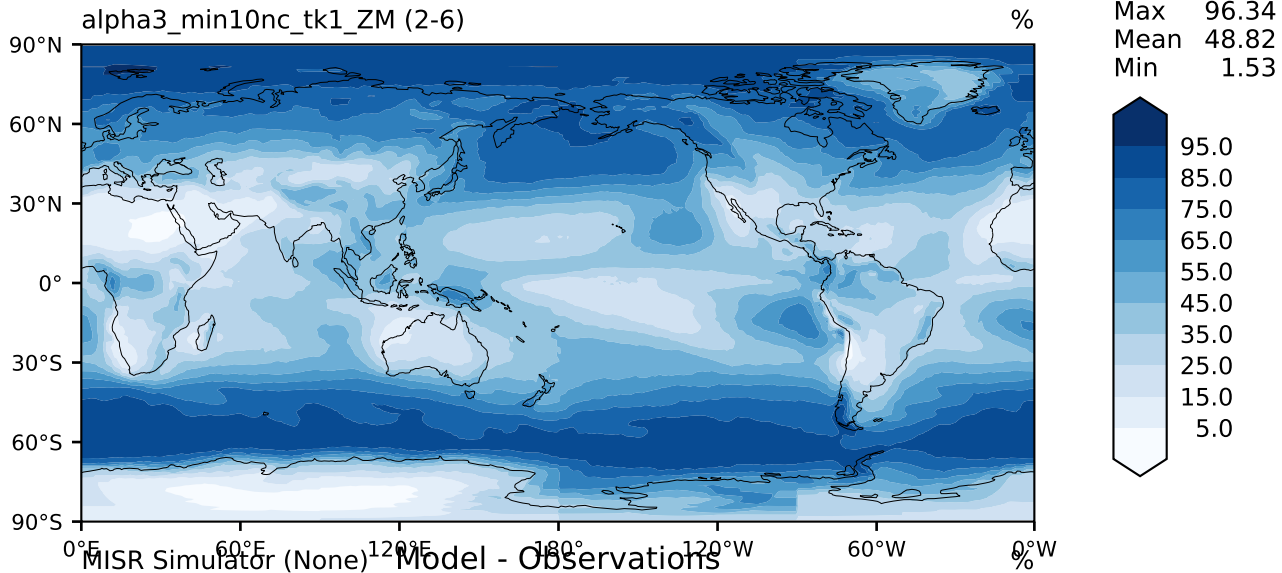 alpha3_min10nc_tk1_ZM (2-6) %
Max 96.34
Mean 48.82
Min 1.53
90°N
60°N
30°N
0°
30°S
60°S
90°S
95.0
85.0
75.0
65.0
55.0
45.0
35.0
25.0
15.0
5.0
0°E 60°E 120°E 180° 120°W 60°W 0°W
MISR Simulator (None) Model - Observations %